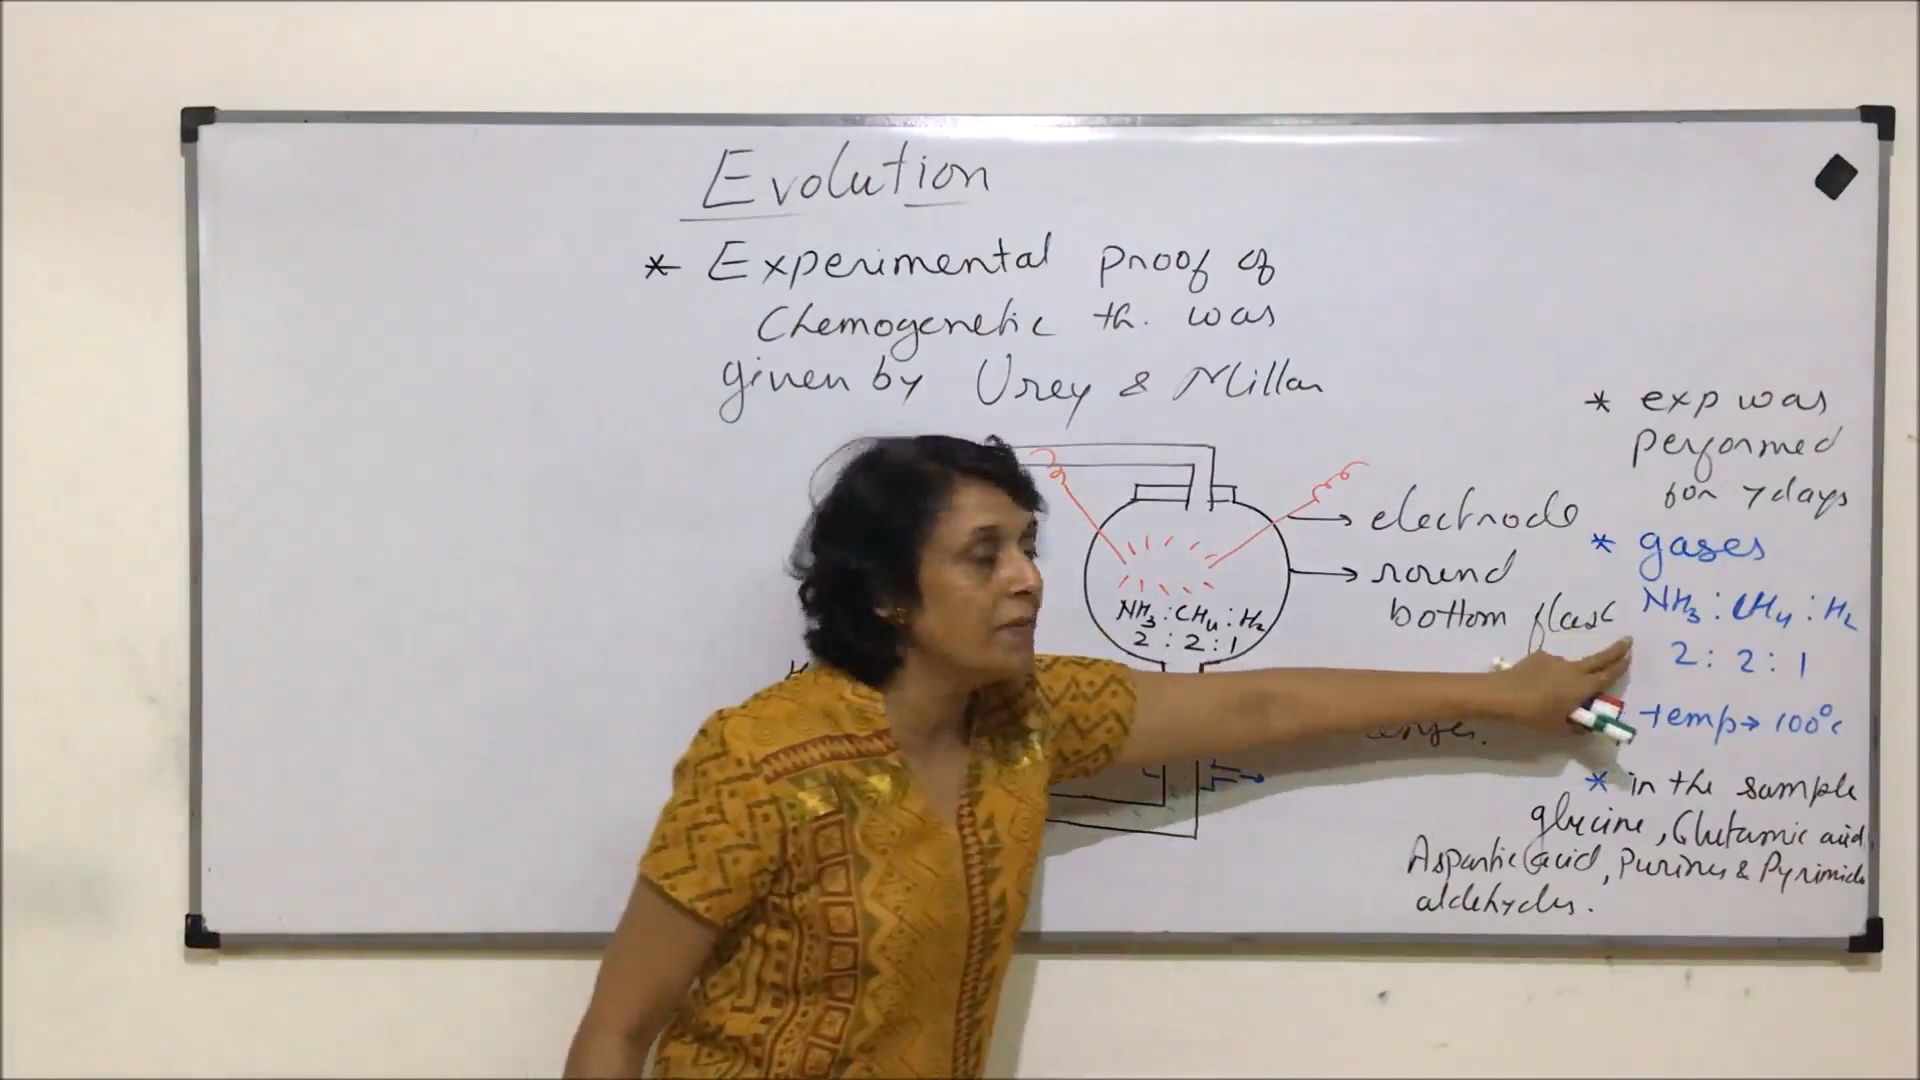 Evolution
* Experimental proof of
Chemogenetic th. was
given by Urey & Millar
* exp was
performed
for 7 days
electrode
round
bottom flask
NH3 : CH4 : H2
2 : 2 : 1
* gases
NH3 : CH4 : H2
2 : 2 : 1
temp → 100°c
* in the sample
glycine, Glutamic acid,
Aspartic acid, Purines &
aldehydes.